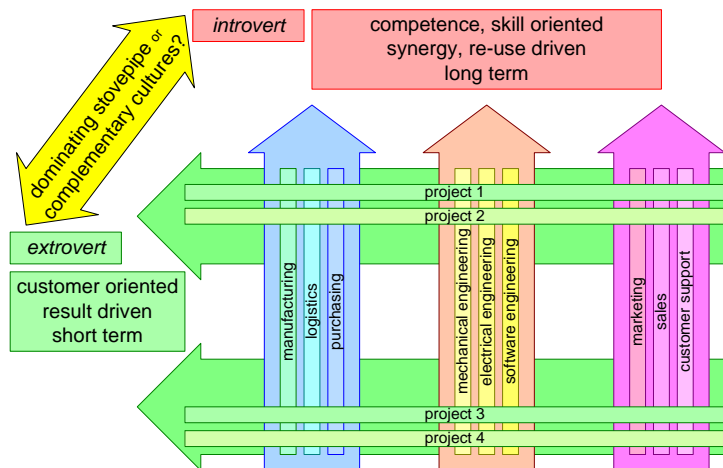 introvert
competence, skill oriented
synergy, re-use driven
long term
dominating stovepipe or
complementary cultures?
extrovert
customer oriented
result driven
short term
project 1
project 2
manufacturing
logistics
purchasing
mechanical engineering
electrical engineering
software engineering
marketing
sales
customer support
project 3
project 4